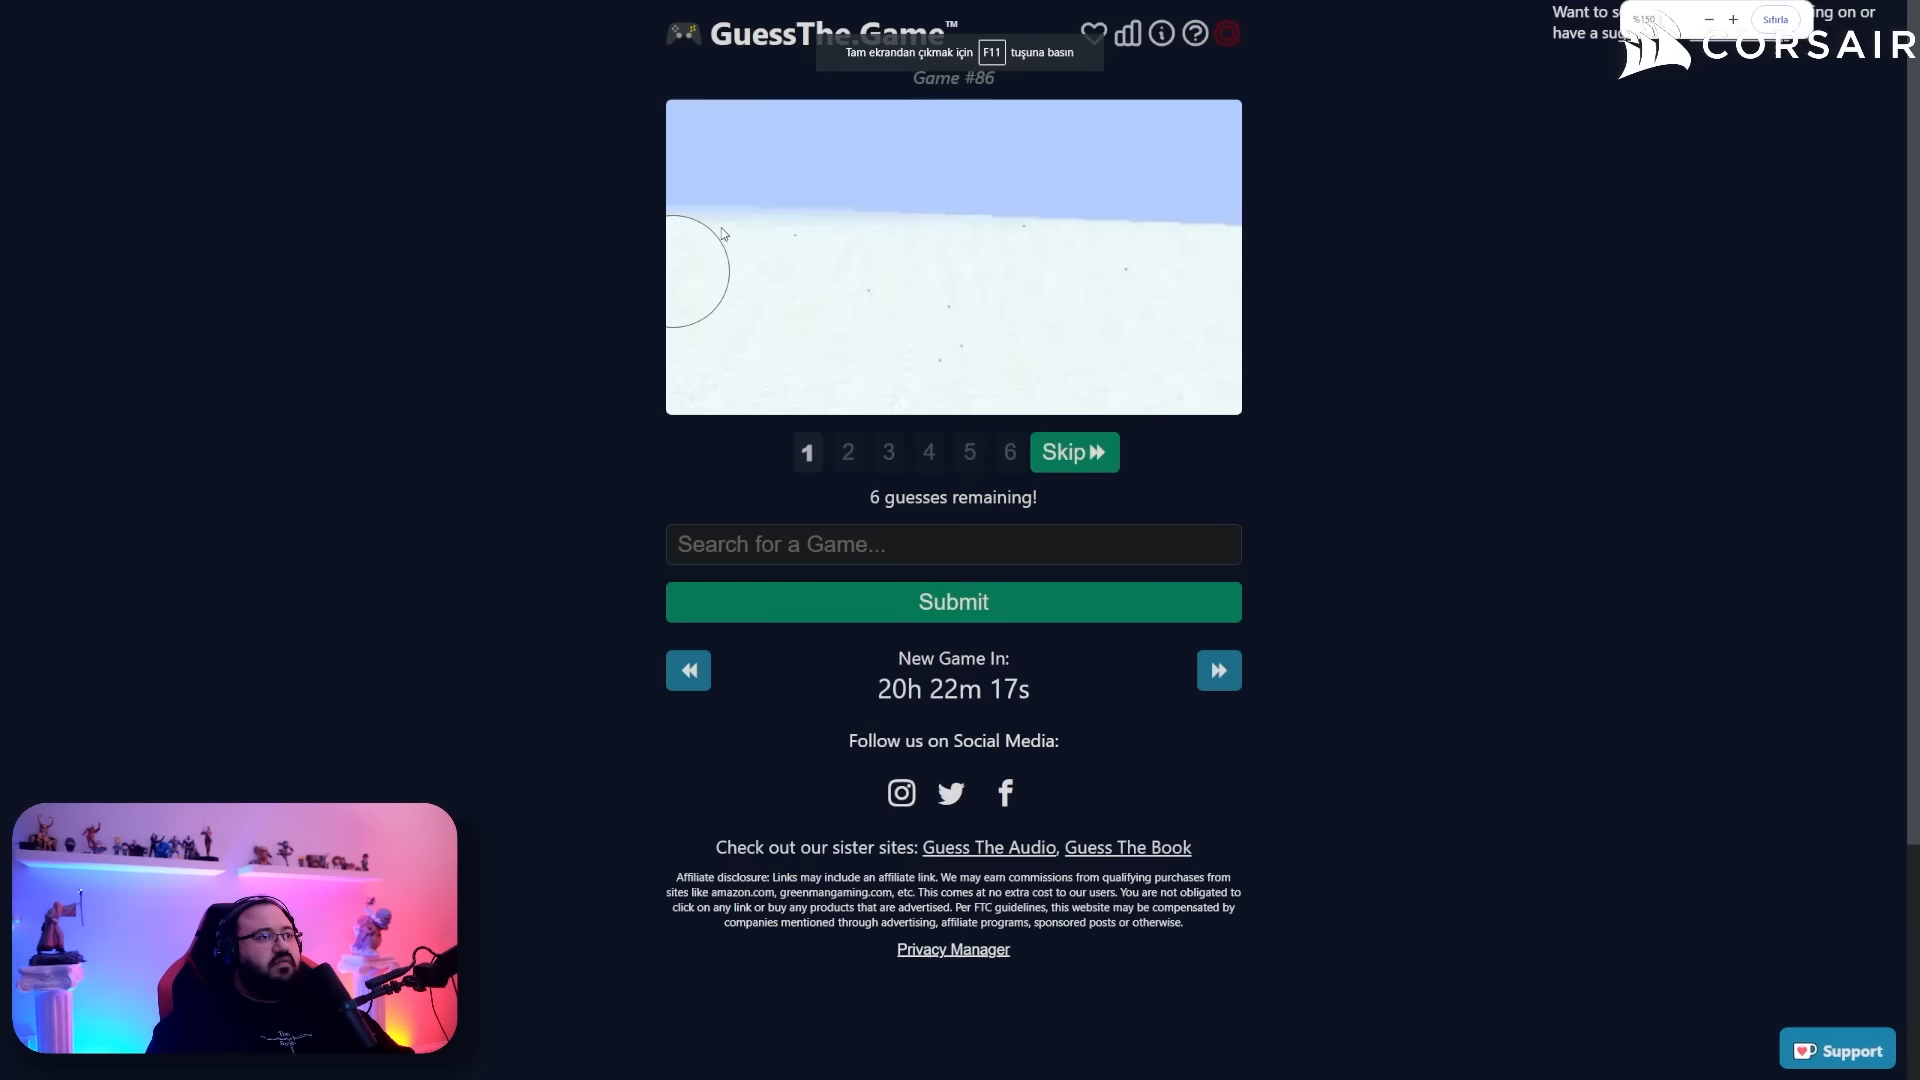 GuessThe.Game™
Tam ekrandan çıkmak için F11 tuşuna basın
Game #86
Want to s
ing on or
have a sug
%150
Sıfırla
CORSAIR
1 2 3 4 5 6 Skip
6 guesses remaining!
Search for a Game...
Submit
New Game In:
20h 22m 17s
Follow us on Social Media:
Check out our sister sites: Guess The Audio, Guess The Book
Affiliate disclosure: Links may include an affiliate link. We may earn commissions from qualifying purchases from
sites like amazon.com, greenmangaming.com, etc. This comes at no extra cost to our users. You are not obligated to
click on any link or buy any products that are advertised. Per FTC guidelines, this website may be compensated by
companies mentioned through advertising, affiliate programs, sponsored posts or otherwise.
Privacy Manager
Support